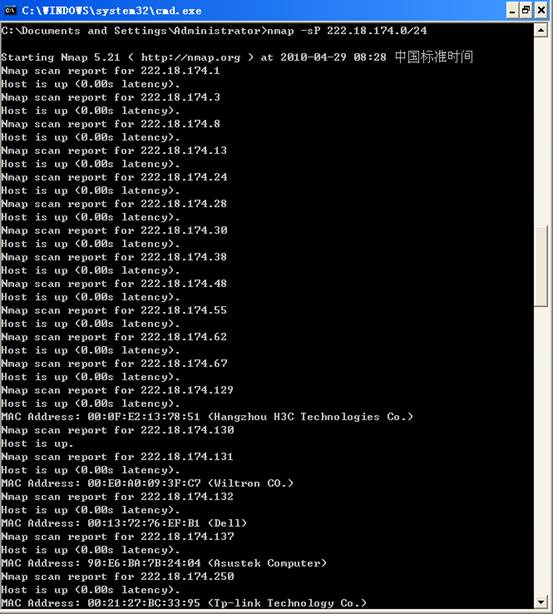 C:\WINDOWS\system32\cmd.exe
C:\Documents and Settings\Administrator>nmap -sP 222.18.174.0/24
Starting Nmap 5.21 ( http://nmap.org ) at 2010-04-29 08:28 中国标准时间
Nmap scan report for 222.18.174.1
Host is up (0.00s latency).
Nmap scan report for 222.18.174.3
Host is up (0.00s latency).
Nmap scan report for 222.18.174.8
Host is up (0.00s latency).
Nmap scan report for 222.18.174.13
Host is up (0.00s latency).
Nmap scan report for 222.18.174.24
Host is up (0.00s latency).
Nmap scan report for 222.18.174.28
Host is up (0.00s latency).
Nmap scan report for 222.18.174.30
Host is up (0.00s latency).
Nmap scan report for 222.18.174.38
Host is up (0.00s latency).
Nmap scan report for 222.18.174.48
Host is up (0.00s latency).
Nmap scan report for 222.18.174.55
Host is up (0.00s latency).
Nmap scan report for 222.18.174.62
Host is up (0.00s latency).
Nmap scan report for 222.18.174.67
Host is up (0.00s latency).
Nmap scan report for 222.18.174.129
Host is up (0.00s latency).
MAC Address: 00:0F:E2:13:78:51 (Hangzhou H3C Technologies Co.)
Nmap scan report for 222.18.174.130
Host is up.
Nmap scan report for 222.18.174.131
Host is up (0.00s latency).
MAC Address: 00:E0:A0:09:3F:C7 (Wiltron CO.)
Nmap scan report for 222.18.174.132
Host is up (0.00s latency).
MAC Address: 00:13:72:76:EF:B1 (Dell)
Nmap scan report for 222.18.174.137
Host is up (0.00s latency).
MAC Address: 90:E6:BA:7B:24:04 (Asustek Computer)
Nmap scan report for 222.18.174.250
Host is up (0.00s latency).
MAC Address: 00:21:27:BC:33:95 (Tp-link Technology Co.)